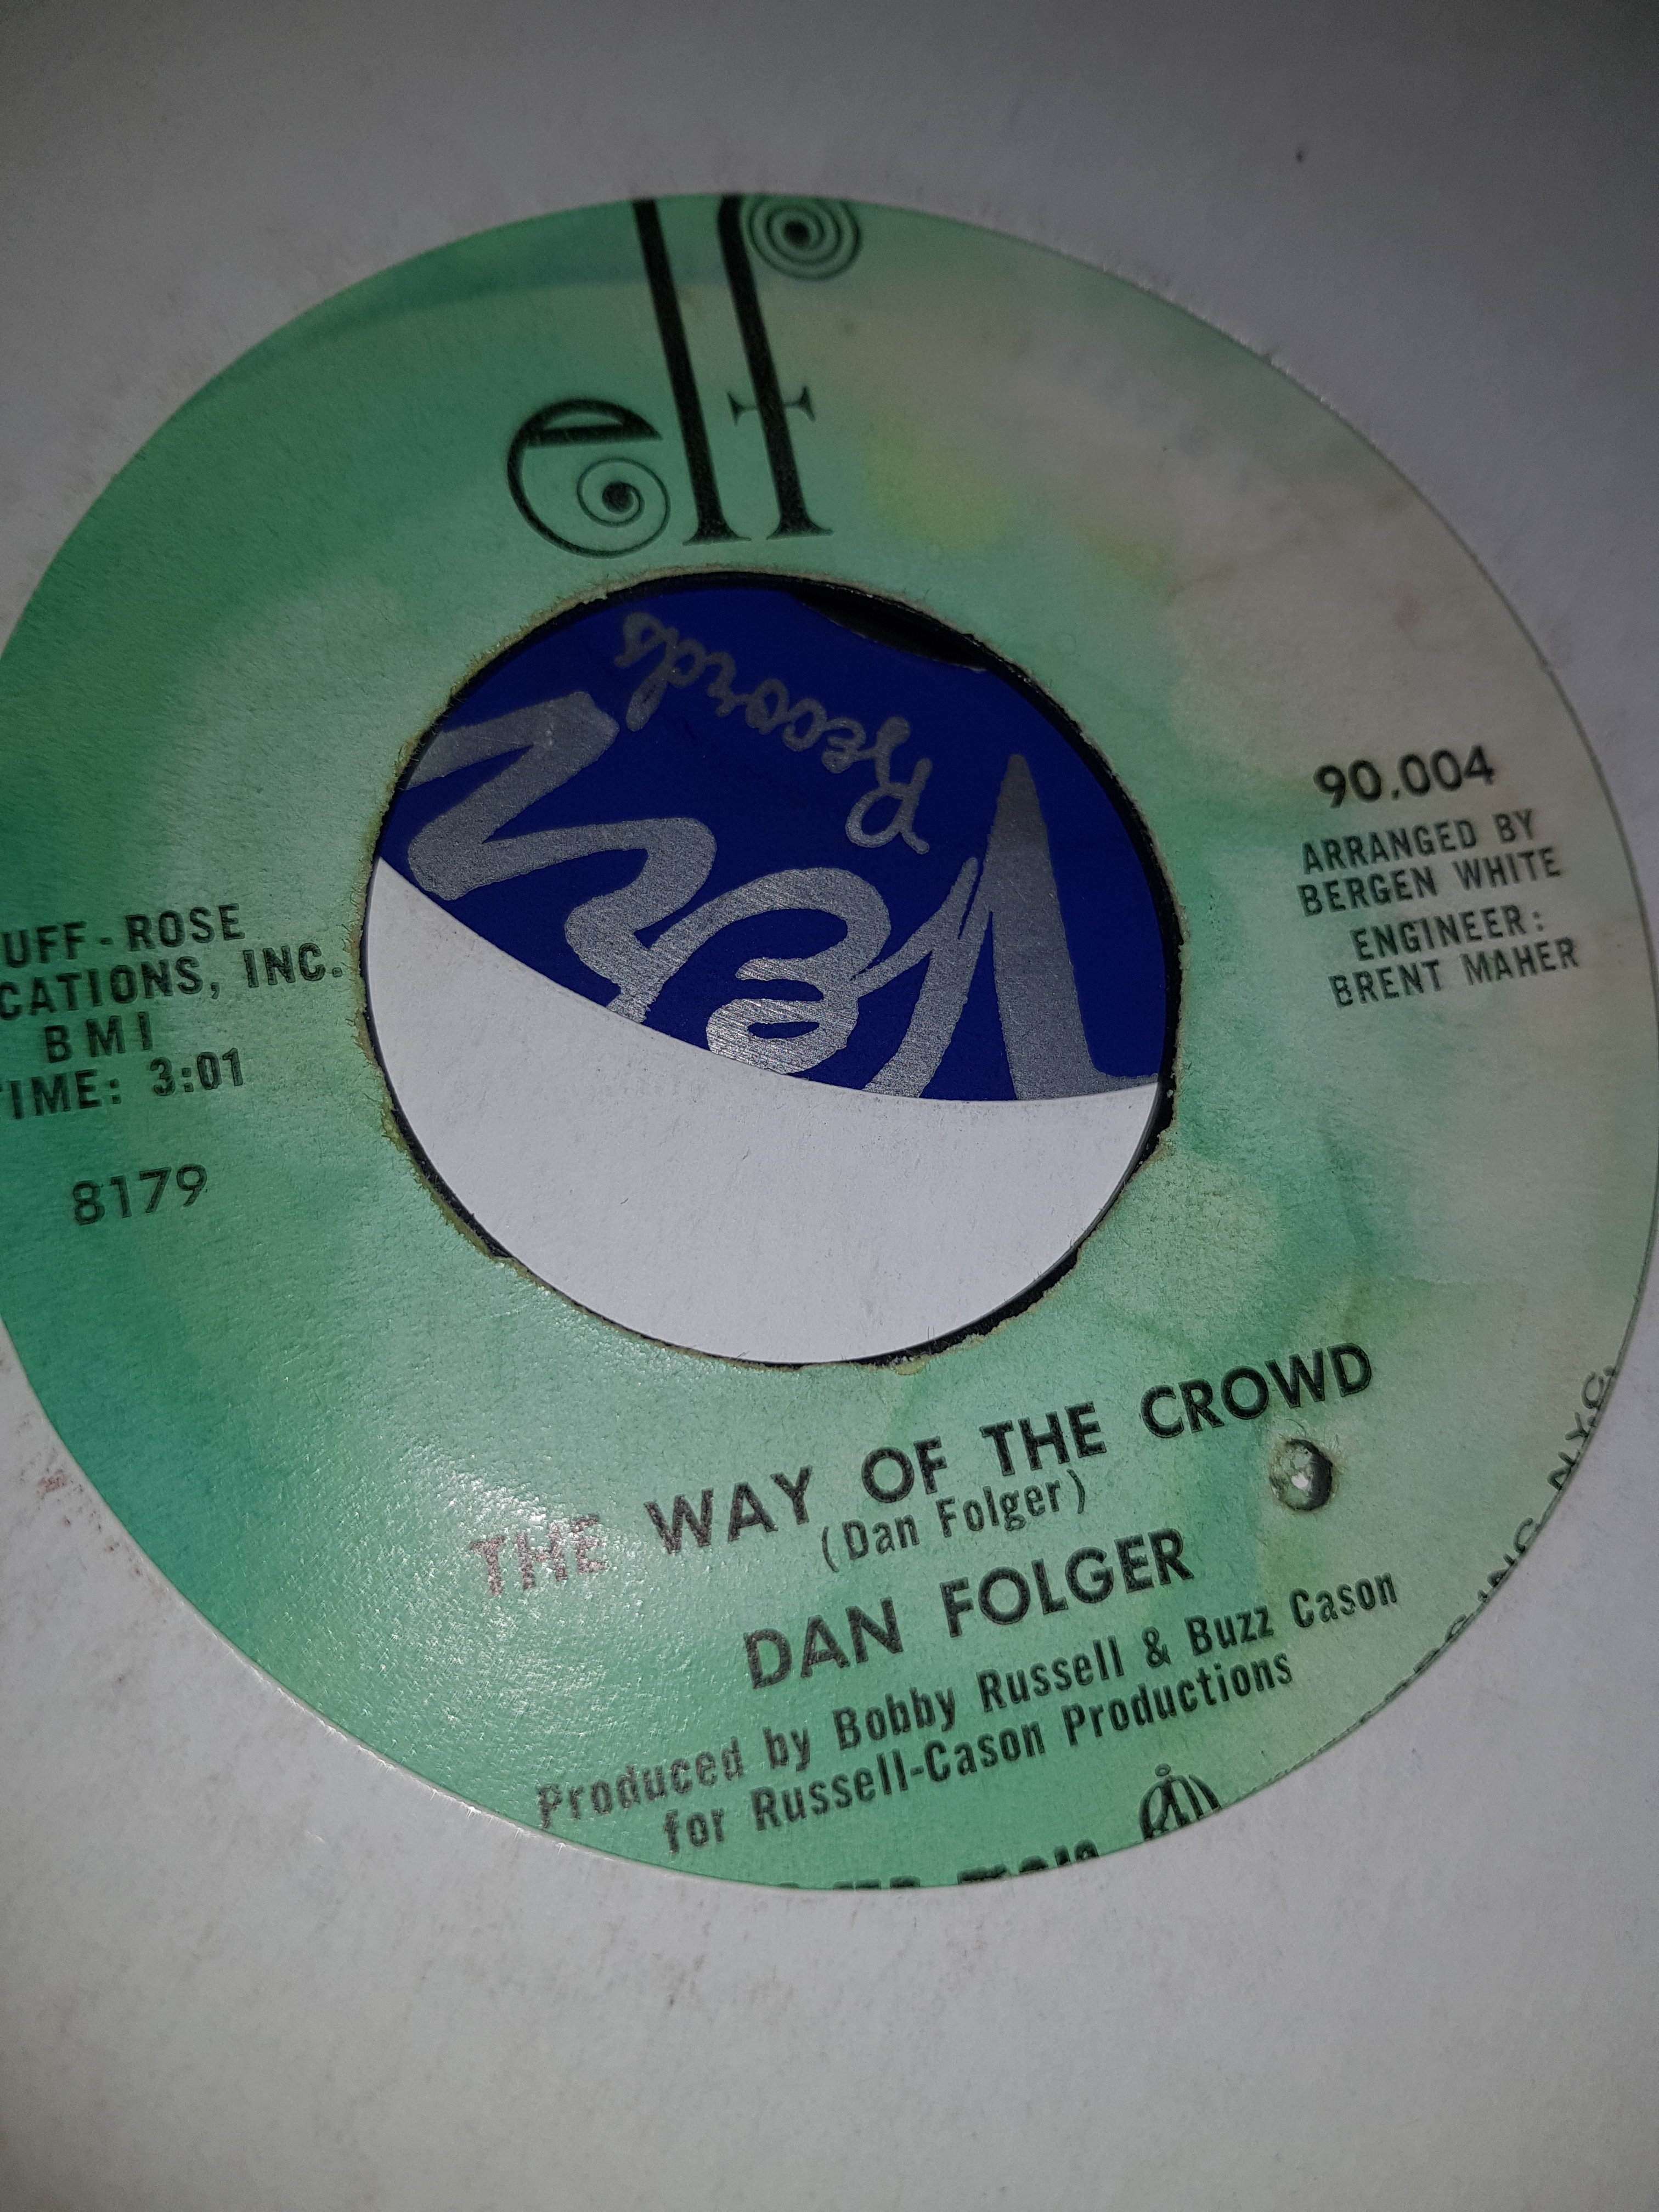 elf
90.004
ARRANGED BY
BERGEN WHITE
ENGINEER:
BRENT MAHER
UFF-ROSE
CATIONS, INC.
BMI
TIME: 3:01
8179
Records
THE WAY OF THE CROWD
(Dan Folger)
DAN FOLGER
Produced by Bobby Russell & Buzz Cason
for Russell-Cason Productions
N.Y.C.